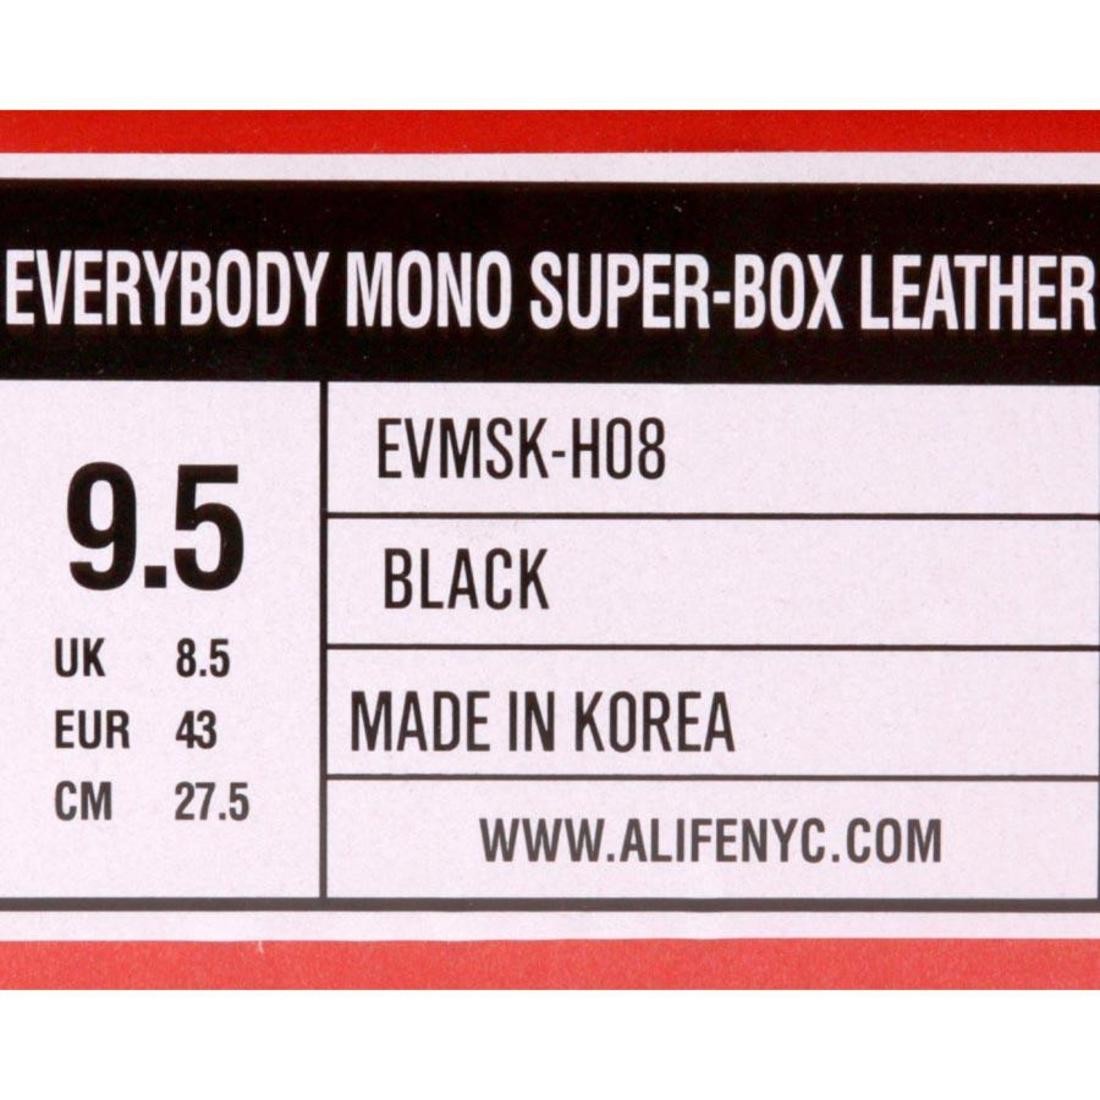 EVERYBODY MONO SUPER-BOX LEATHER
9.5
UK 8.5
EUR 43
CM 27.5
EVMSK-H08
BLACK
MADE IN KOREA
WWW.ALIFENYC.COM